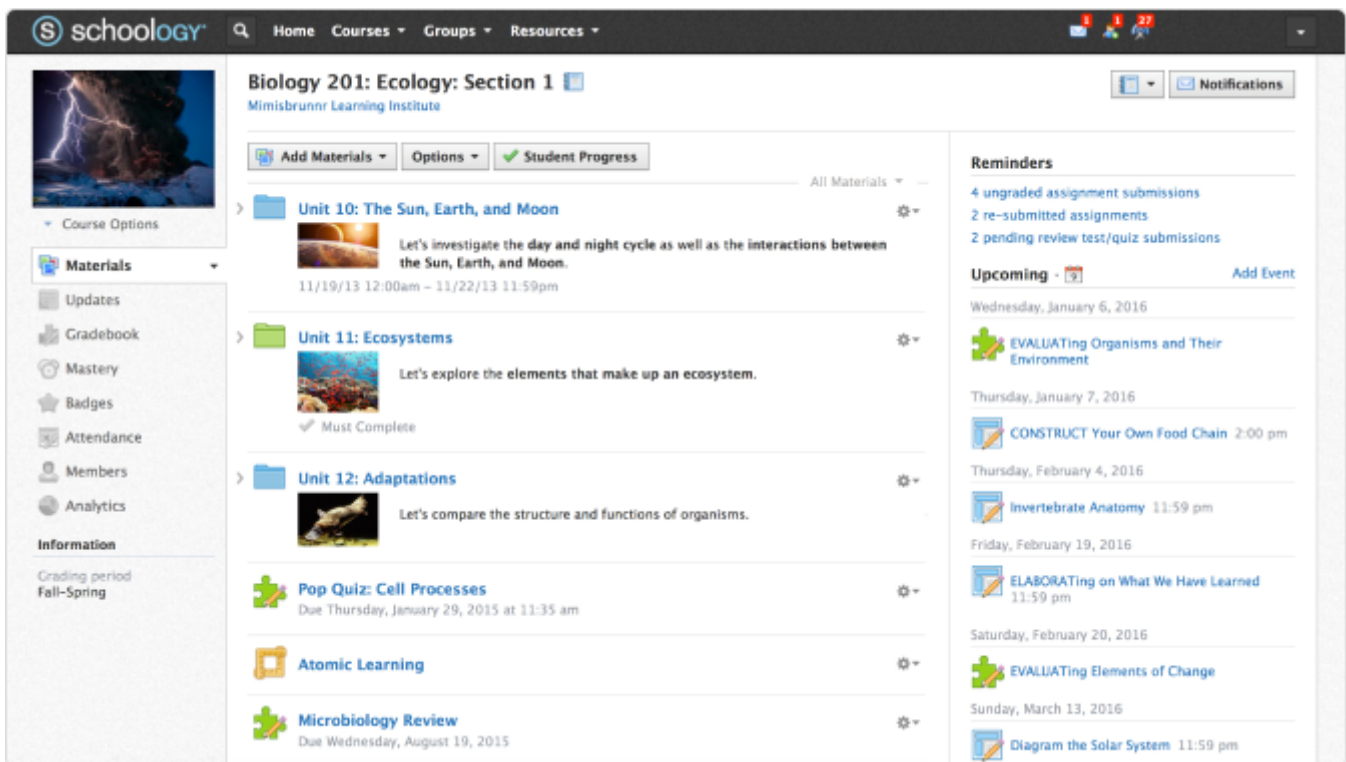 schoology
Home Courses Groups Resources
1 1 27
Biology 201: Ecology: Section 1
Mimisbrunnr Learning Institute
Notifications
Course Options
Materials
Updates
Gradebook
Mastery
Badges
Attendance
Members
Analytics
Information
Grading period
Fall-Spring
Add Materials Options Student Progress
All Materials
Unit 10: The Sun, Earth, and Moon
Let's investigate the day and night cycle as well as the interactions between
the Sun, Earth, and Moon.
11/19/13 12:00am – 11/22/13 11:59pm
Unit 11: Ecosystems
Let's explore the elements that make up an ecosystem.
Must Complete
Unit 12: Adaptations
Let's compare the structure and functions of organisms.
Pop Quiz: Cell Processes
Due Thursday, January 29, 2015 at 11:35 am
Atomic Learning
Microbiology Review
Due Wednesday, August 19, 2015
Reminders
4 ungraded assignment submissions
2 re-submitted assignments
2 pending review test/quiz submissions
Upcoming · 9 Add Event
Wednesday, January 6, 2016
EVALUATing Organisms and Their
Environment
Thursday, January 7, 2016
CONSTRUCT Your Own Food Chain 2:00 pm
Thursday, February 4, 2016
Invertebrate Anatomy 11:59 pm
Friday, February 19, 2016
ELABORATing on What We Have Learned
11:59 pm
Saturday, February 20, 2016
EVALUATing Elements of Change
Sunday, March 13, 2016
Diagram the Solar System 11:59 pm